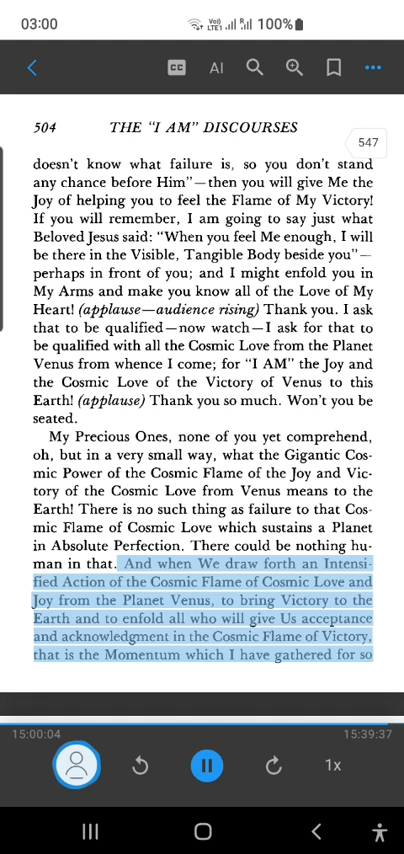 03:00
Voi) LTE1 R 100%
CC AI
504 THE "I AM" DISCOURSES
547
doesn't know what failure is, so you don't stand
any chance before Him"—then you will give Me the
Joy of helping you to feel the Flame of My Victory!
If you will remember, I am going to say just what
Beloved Jesus said: "When you feel Me enough, I will
be there in the Visible, Tangible Body beside you"—
perhaps in front of you; and I might enfold you in
My Arms and make you know all of the Love of My
Heart! (applause—audience rising) Thank you. I ask
that to be qualified—now watch—I ask for that to
be qualified with all the Cosmic Love from the Planet
Venus from whence I come; for "I AM" the Joy and
the Cosmic Love of the Victory of Venus to this
Earth! (applause) Thank you so much. Won't you be
seated.
My Precious Ones, none of you yet comprehend,
oh, but in a very small way, what the Gigantic Cos-
mic Power of the Cosmic Flame of the Joy and Vic-
tory of the Cosmic Love from Venus means to the
Earth! There is no such thing as failure to that Cos-
mic Flame of Cosmic Love which sustains a Planet
in Absolute Perfection. There could be nothing hu-
man in that. And when We draw forth an Intensi-
fied Action of the Cosmic Flame of Cosmic Love and
Joy from the Planet Venus, to bring Victory to the
Earth and to enfold all who will give Us acceptance
and acknowledgment in the Cosmic Flame of Victory,
that is the Momentum which I have gathered for so
15:00:04 15:39:37
1x